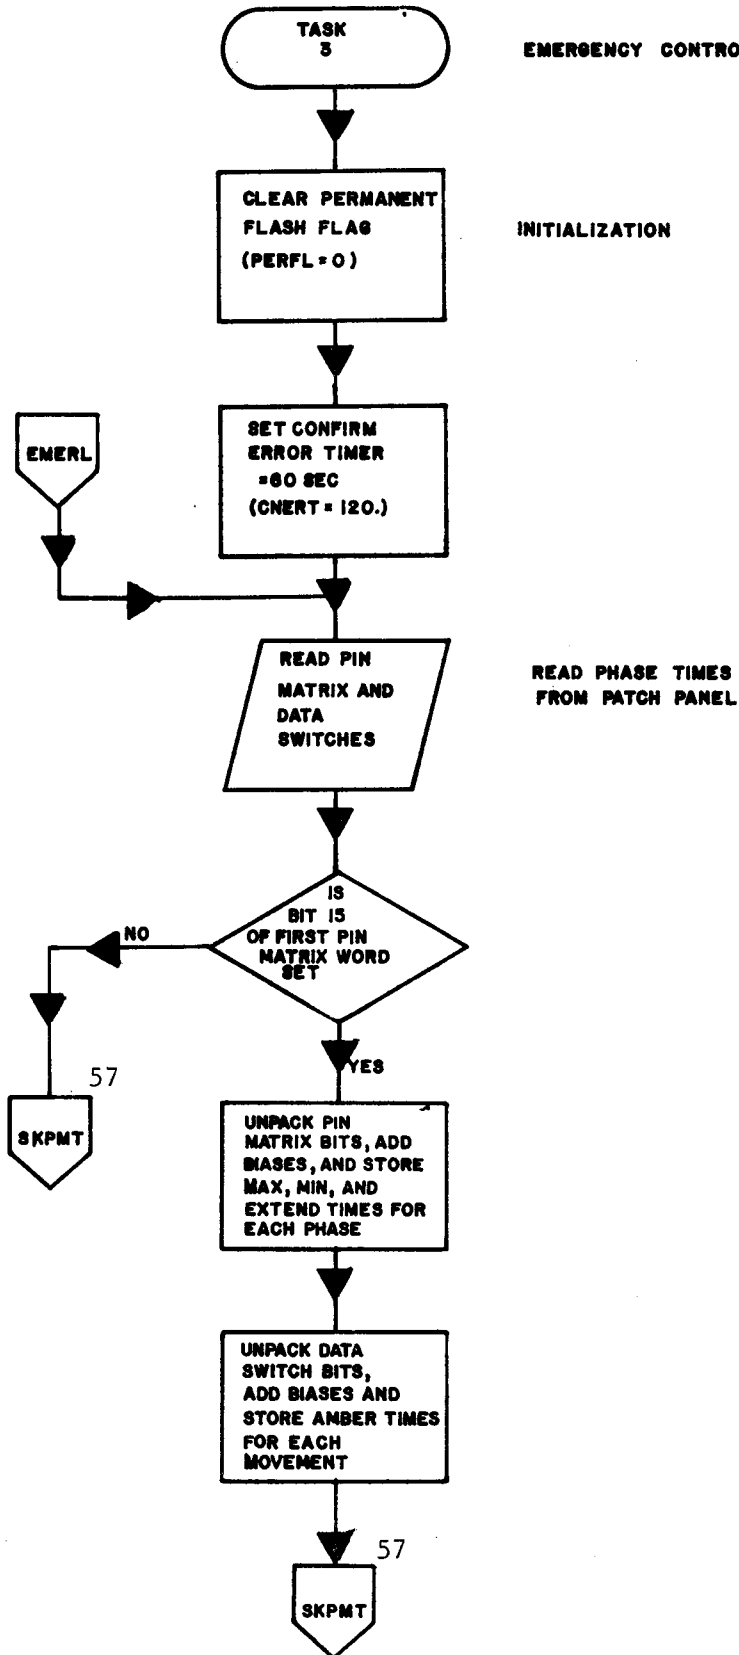 TASK
3
EMERGENCY CONTRO
CLEAR PERMANENT
FLASH FLAG
(PERFL = 0)
INITIALIZATION
SET CONFIRM
ERROR TIMER
=60 SEC
(CNERT = 120.)
EMERL
READ PIN
MATRIX AND
DATA
SWITCHES
READ PHASE TIMES
FROM PATCH PANEL
IS
BIT 15
OF FIRST PIN
MATRIX WORD
SET
NO
YES
57
SKPMT
UNPACK PIN
MATRIX BITS, ADD
BIASES, AND STORE
MAX, MIN, AND
EXTEND TIMES FOR
EACH PHASE
UNPACK DATA
SWITCH BITS,
ADD BIASES AND
STORE AMBER TIMES
FOR EACH
MOVEMENT
57
SKPMT